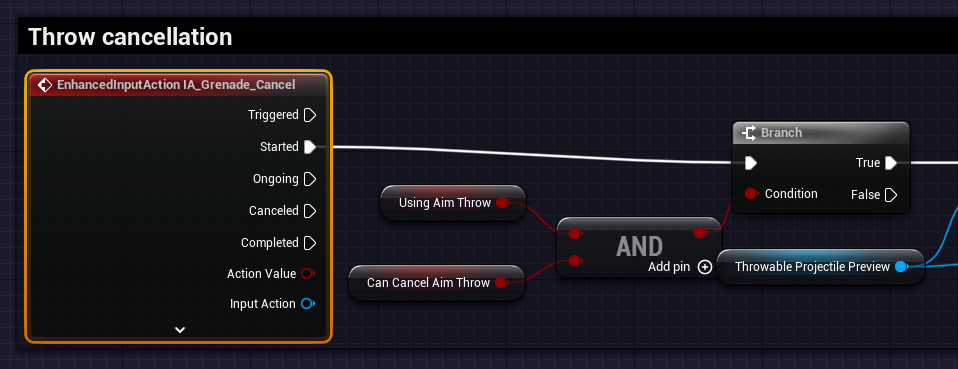 Throw cancellation
EnhancedInputAction IA_Grenade_Cancel
Triggered
Started
Ongoing
Canceled
Completed
Action Value
Input Action
Using Aim Throw
Can Cancel Aim Throw
AND
Add pin
Branch
True
Condition
False
Throwable Projectile Preview